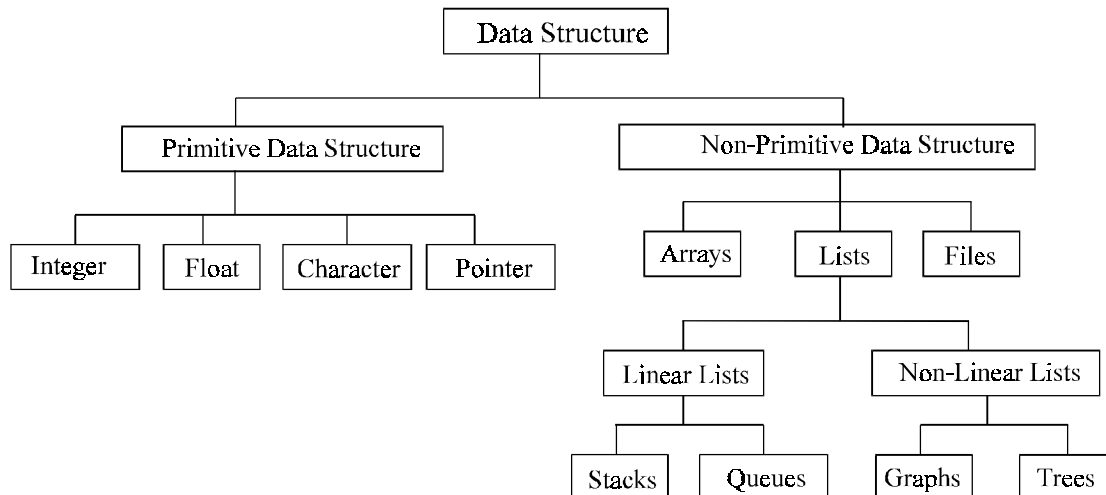 Data Structure
Primitive Data Structure
Non-Primitive Data Structure
Integer
Float
Character
Pointer
Arrays
Lists
Files
Linear Lists
Non-Linear Lists
Stacks
Queues
Graphs
Trees